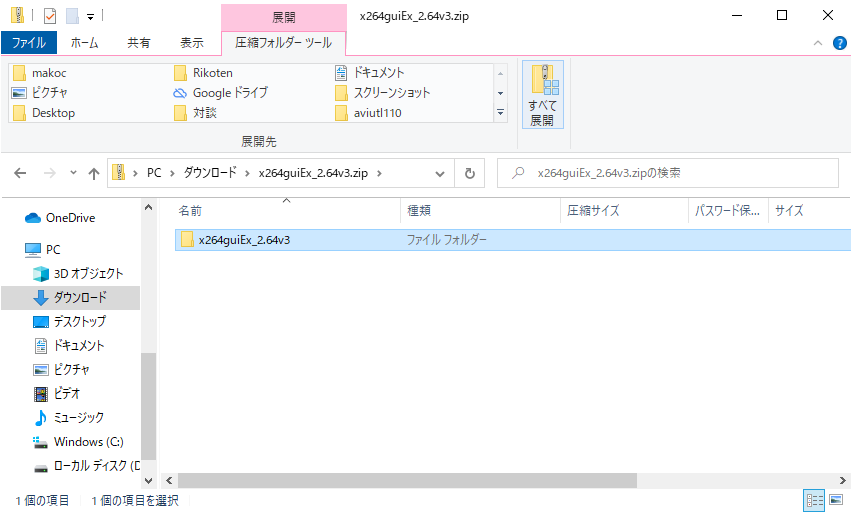 展開
x264guiEx_2.64v3.zip
ファイル
ホーム
共有
表示
圧縮フォルダー ツール
makoc
Rikoten
ドキュメント
ピクチャ
Google ドライブ
スクリーンショット
Desktop
対談
aviutl110
すべて
展開
展開先
PC
ダウンロード
x264guiEx_2.64v3.zip
x264guiEx_2.64v3.zipの検索
名前
種類
圧縮サイズ
パスワード保...
サイズ
OneDrive
PC
3D オブジェクト
ダウンロード
デスクトップ
ドキュメント
ピクチャ
ビデオ
ミュージック
Windows (C:)
ローカル ディスク (D
x264guiEx_2.64v3
ファイル フォルダー
1 個の項目
1 個の項目を選択